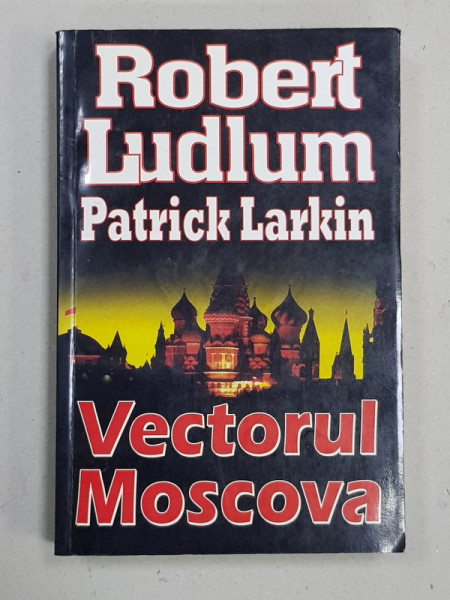 Robert
Ludlum
Patrick Larkin
Vectorul
Moscova